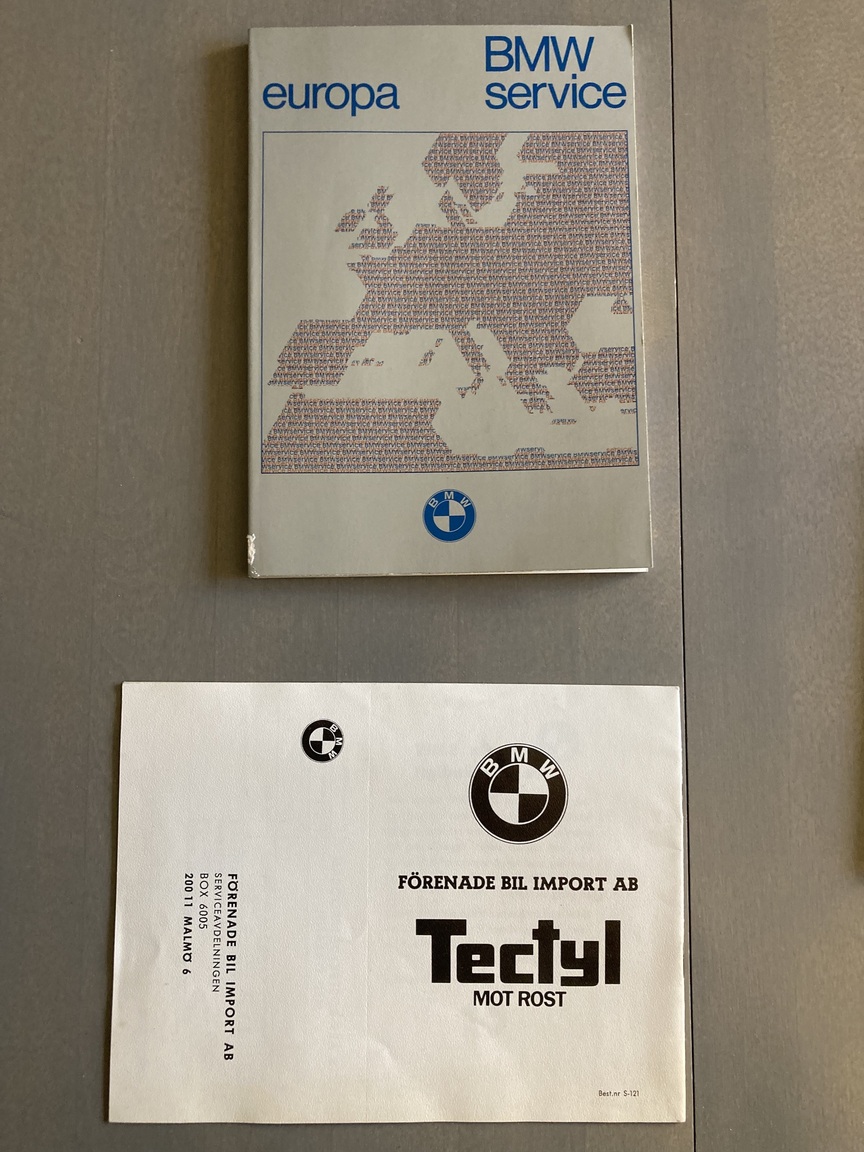 BMW
europa service
BMW
BMW
BMW
FÖRENADE BIL IMPORT AB
Tectyl
MOT ROST
Best.nr S-121
FÖRENADE BIL IMPORT AB
SERVICEAVDELNINGEN
BOX 6005
200 11 MALMÖ 6